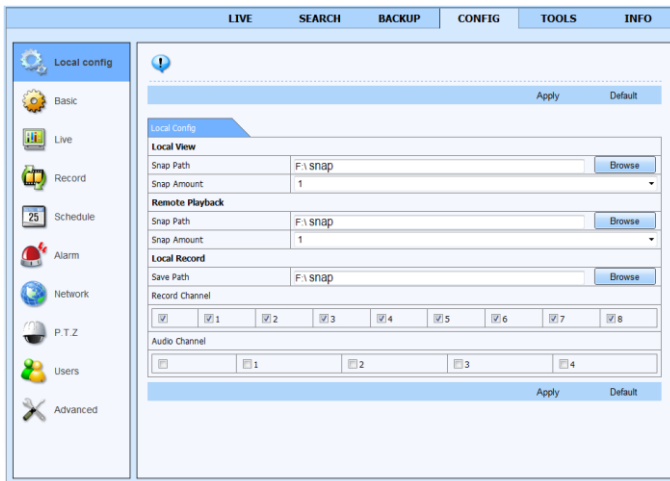 LIVE SEARCH BACKUP CONFIG TOOLS INFO
Local config
Basic
Live
Record
25 Schedule
Alarm
Network
P.T.Z
Users
Advanced
Apply Default
Local Config
Local View
Snap Path F:\ snap Browse
Snap Amount 1
Remote Playback
Snap Path F:\ snap Browse
Snap Amount 1
Local Record
Save Path F:\ snap Browse
Record Channel
1 2 3 4 5 6 7 8
Audio Channel
1 2 3 4
Apply Default